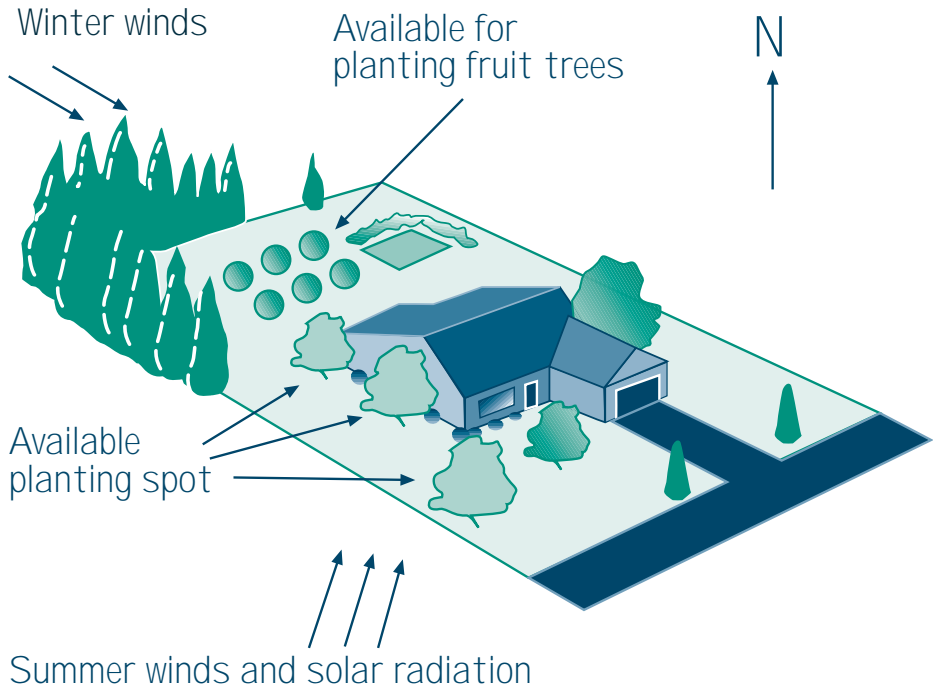 Winter winds
Available for
planting fruit trees
N
Available
planting spot
Summer winds and solar radiation